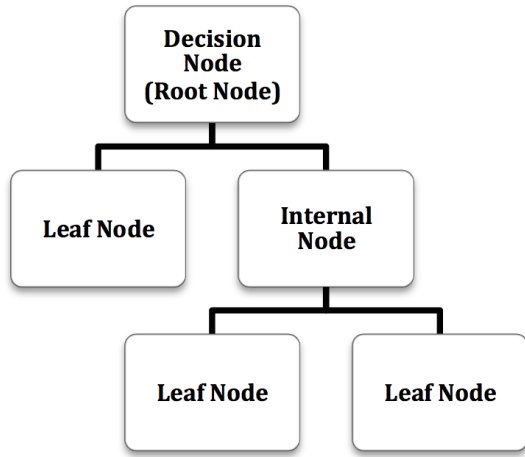 Decision
Node
(Root Node)
Leaf Node
Internal
Node
Leaf Node
Leaf Node